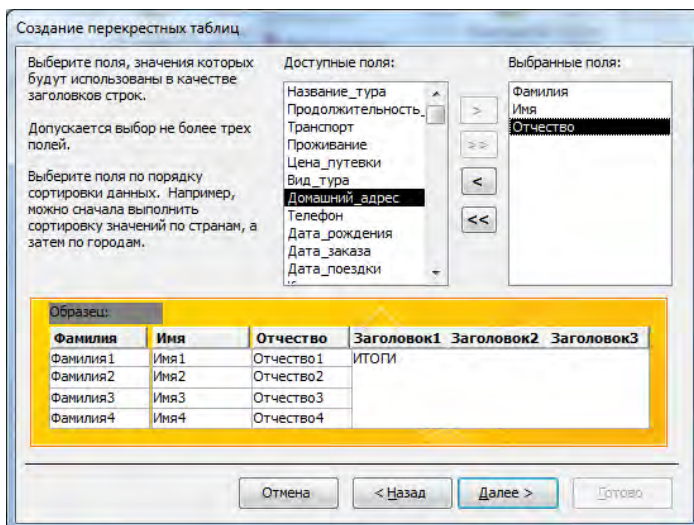 Создание перекрестных таблиц
Выберите поля, значения которых
будут использованы в качестве
заголовков строк.
Допускается выбор не более трех
полей.
Выберите поля по порядку
сортировки данных. Например,
можно сначала выполнить
сортировку значений по странам, а
затем по городам.
Доступные поля:
Название_тура
Продолжительность_
Транспорт
Проживание
Цена_путевки
Вид_тура
Домашний_адрес
Телефон
Дата_рождения
Дата_заказа
Дата_поездки
>
>>
<
<<
Выбранные поля:
Фамилия
Имя
Отчество
Образец:
Фамилия Имя Отчество Заголовок1 Заголовок2 Заголовок3
Фамилия1 Имя1 Отчество1 ИТОГИ
Фамилия2 Имя2 Отчество2
Фамилия3 Имя3 Отчество3
Фамилия4 Имя4 Отчество4
Отмена < Назад Далее > Готово